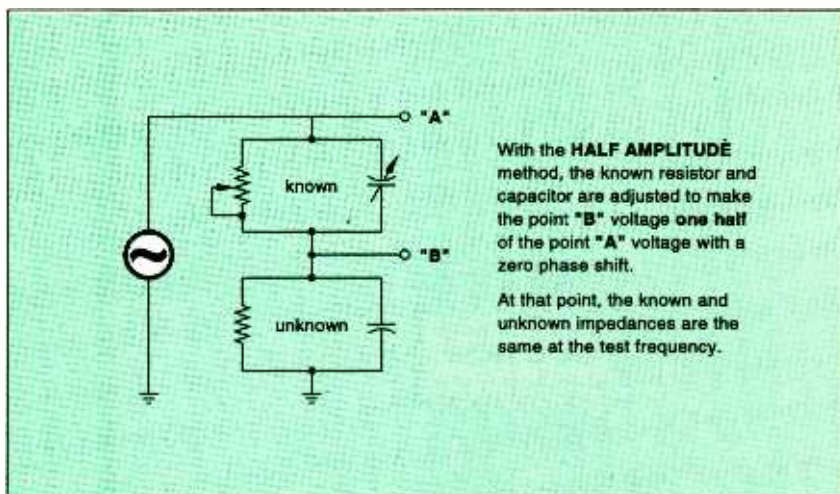 "A"
known
"B"
unknown
With the HALF AMPLITUDE
method, the known resistor and
capacitor are adjusted to make
the point "B" voltage one half
of the point "A" voltage with a
zero phase shift.
At that point, the known and
unknown impedances are the
same at the test frequency.